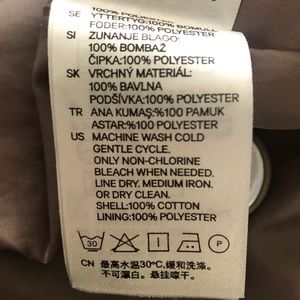 100% POLYESTER
SE YTTERTYG:100% BOMULL
FODER:100% POLYESTER
SI ZUNANJE BLAGO:
100% BOMBAŽ
ČIPKA:100% POLYESTER
SK VRCHNÝ MATERIÁL:
100% BAVLNA
PODŠÍVKA:100% POLYESTER
TR ANA KUMAŞ:%100 PAMUK
ASTAR:%100 POLYESTER
US MACHINE WASH COLD
GENTLE CYCLE.
ONLY NON-CHLORINE
BLEACH WHEN NEEDED.
LINE DRY. MEDIUM IRON.
OR DRY CLEAN.
SHELL:100% COTTON
LINING:100% POLYESTER
30 P
CN 最高水温30℃,缓和洗涤.
不可漂白。悬挂晾干.